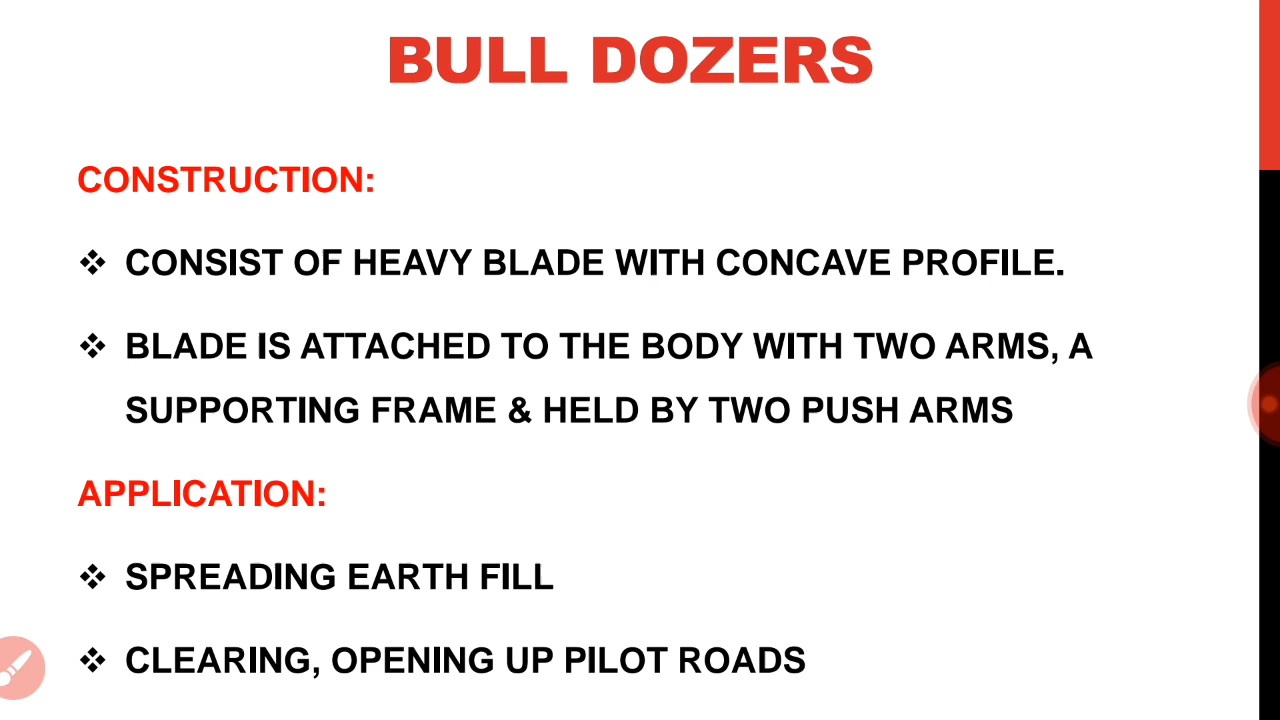 BULL DOZERS
CONSTRUCTION:
❖ CONSIST OF HEAVY BLADE WITH CONCAVE PROFILE.
❖ BLADE IS ATTACHED TO THE BODY WITH TWO ARMS, A
SUPPORTING FRAME & HELD BY TWO PUSH ARMS
APPLICATION:
❖ SPREADING EARTH FILL
❖ CLEARING, OPENING UP PILOT ROADS